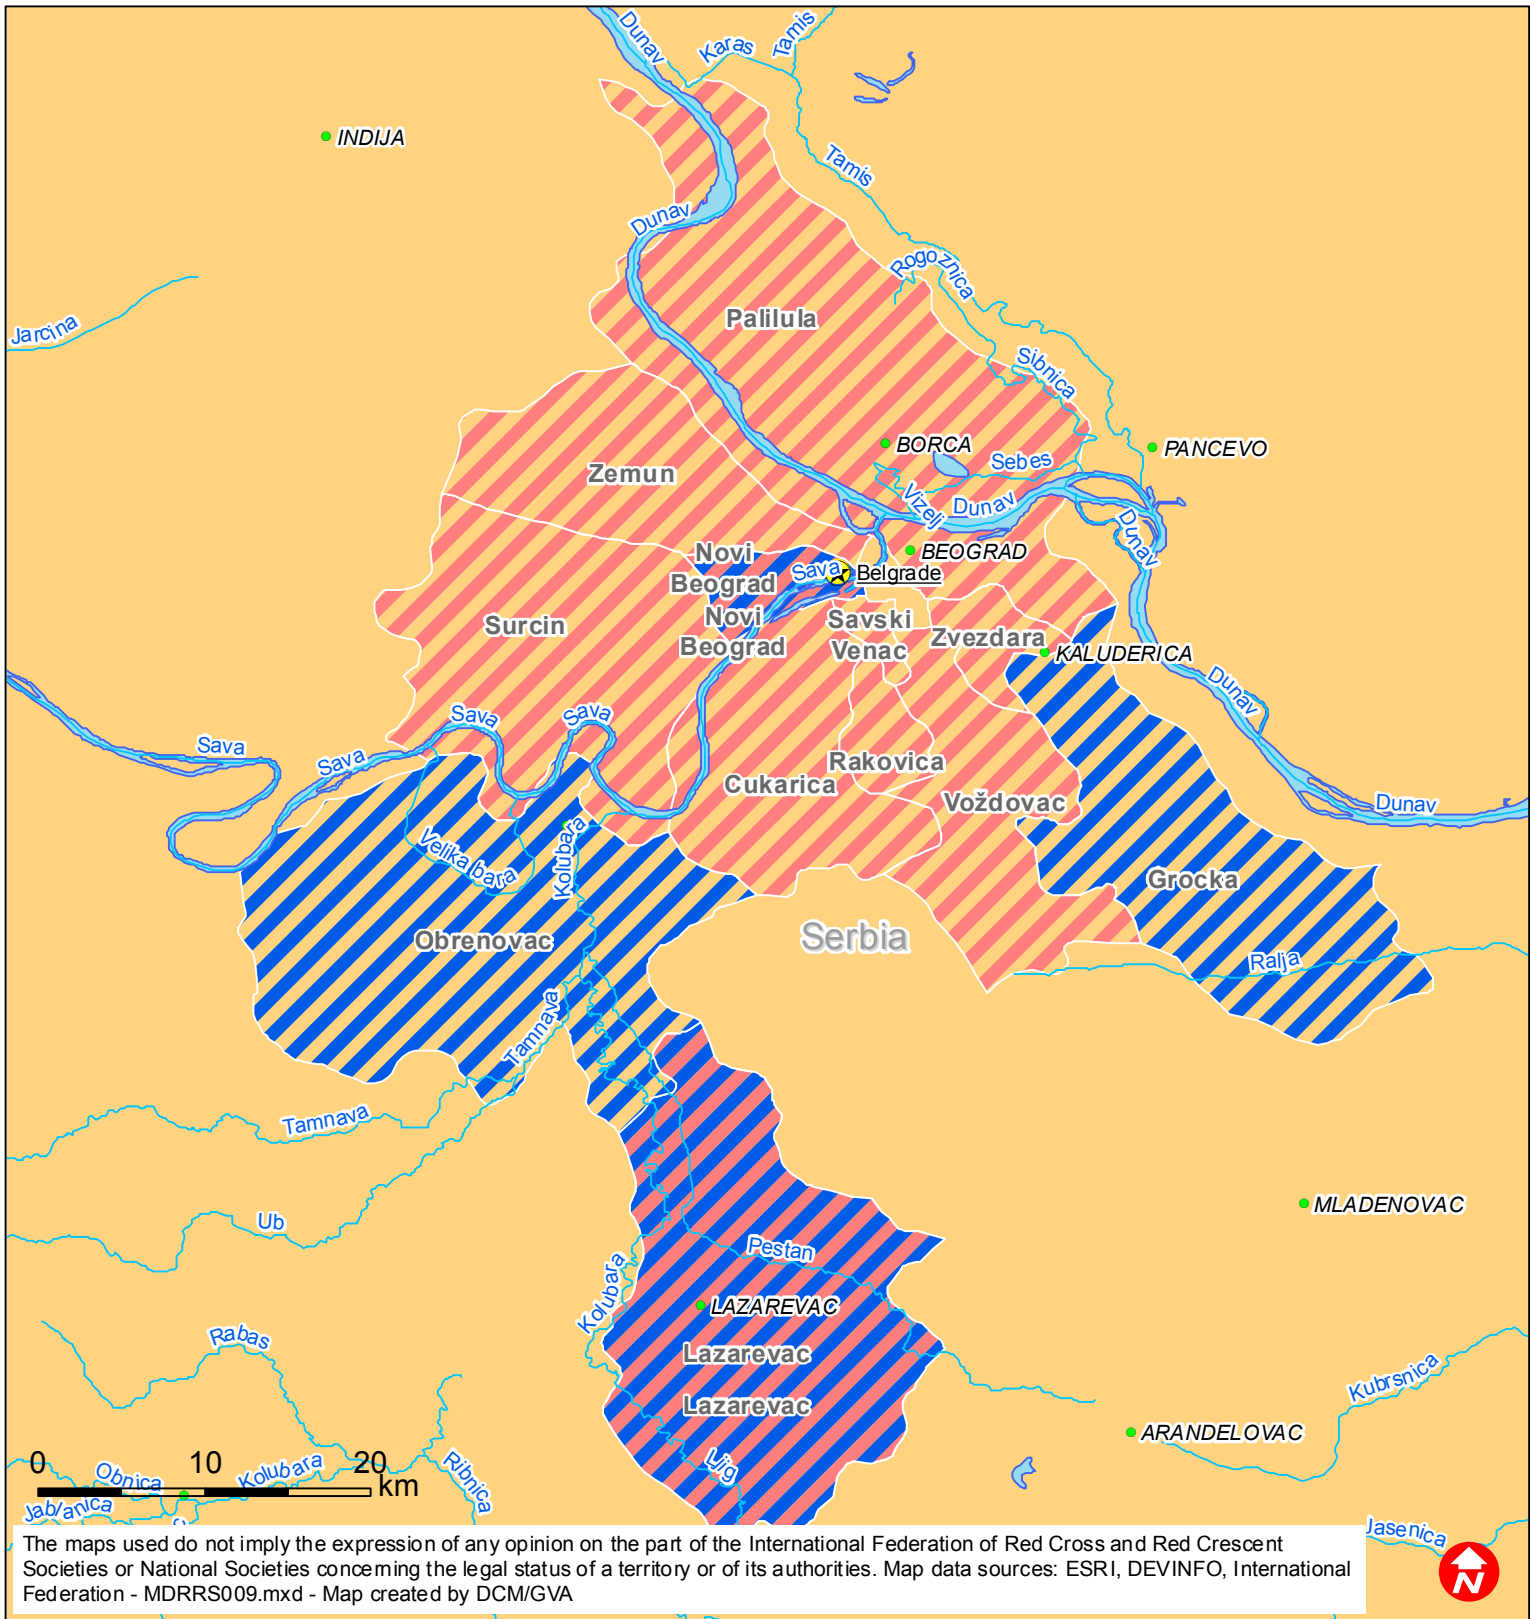 Dunav
Karas
Tamis
INDIJA
Tamis
Dunav
Rogoznica
Jarcina
Palilula
Sibnica
BORCA
PANCEVO
Sebes
Zemun
Vizelj
Dunav
Dunav
Novi
Beograd
BEOGRAD
Sava
Belgrade
Novi
Beograd
Surcin
Savski
Venac
Zvezdara
KALUDERICA
Dunav
Sava
Sava
Sava
Sava
Rakovica
Cukarica
Voždovac
Dunav
Velika bara
Kolubara
Grocka
Obrenovac
Serbia
Ralja
Tamnava
Tamnava
Ub
MLADENOVAC
Pestan
Kolubara
LAZAREVAC
Rabas
Lazarevac
Kubrsnica
Lazarevac
ARANDELOVAC
Ljig
0 10 20
km
Obnica
Kolubara
Ribnica
Jablanica
Jasenica
The maps used do not imply the expression of any opinion on the part of the International Federation of Red Cross and Red Crescent
Societies or National Societies concerning the legal status of a territory or of its authorities. Map data sources: ESRI, DEVINFO, International
Federation - MDRRS009.mxd - Map created by DCM/GVA
N